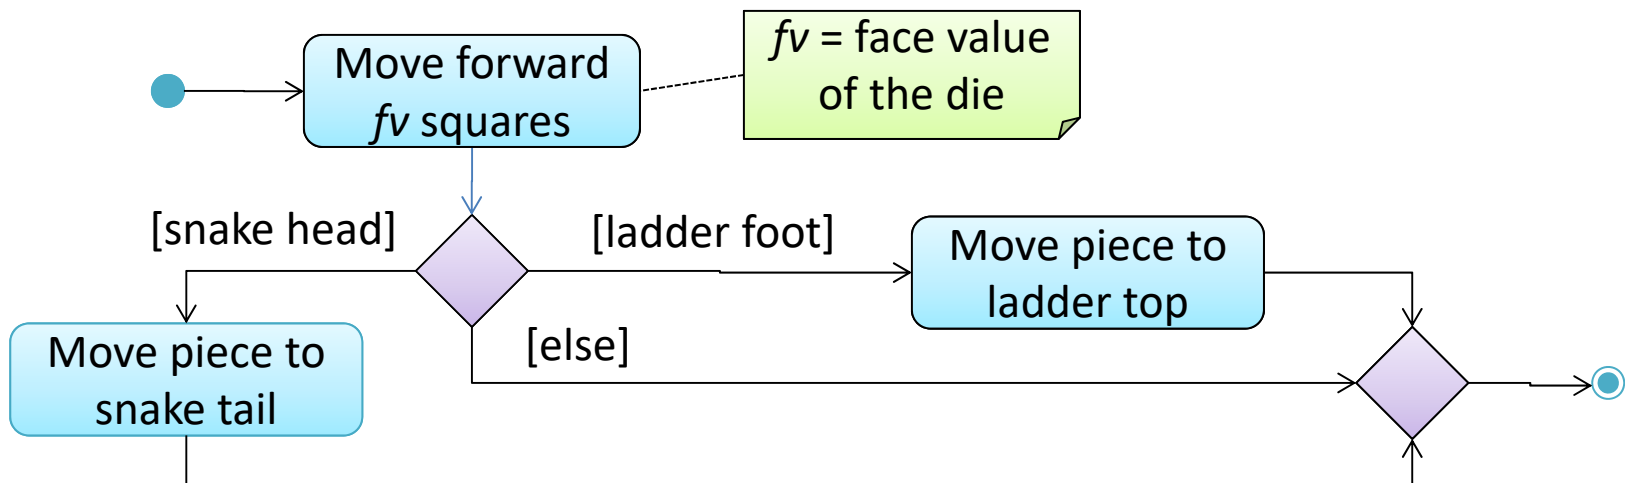 Move forward
fv squares
fv = face value
of the die
[snake head]
[ladder foot]
Move piece to
ladder top
[else]
Move piece to
snake tail